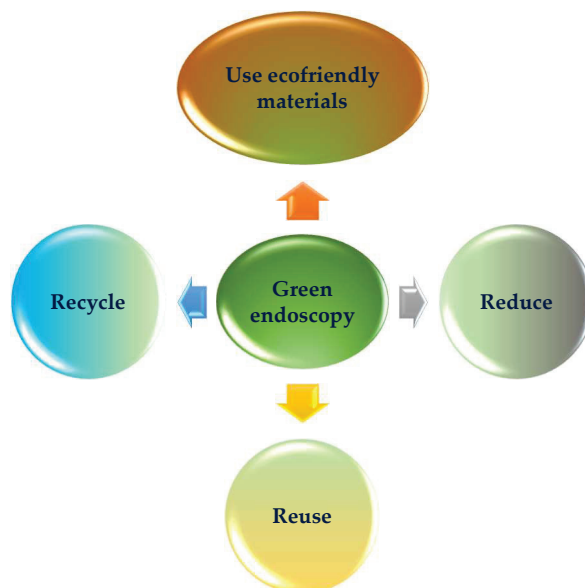 Use ecofriendly
materials
Recycle
Green
endoscopy
Reduce
Reuse